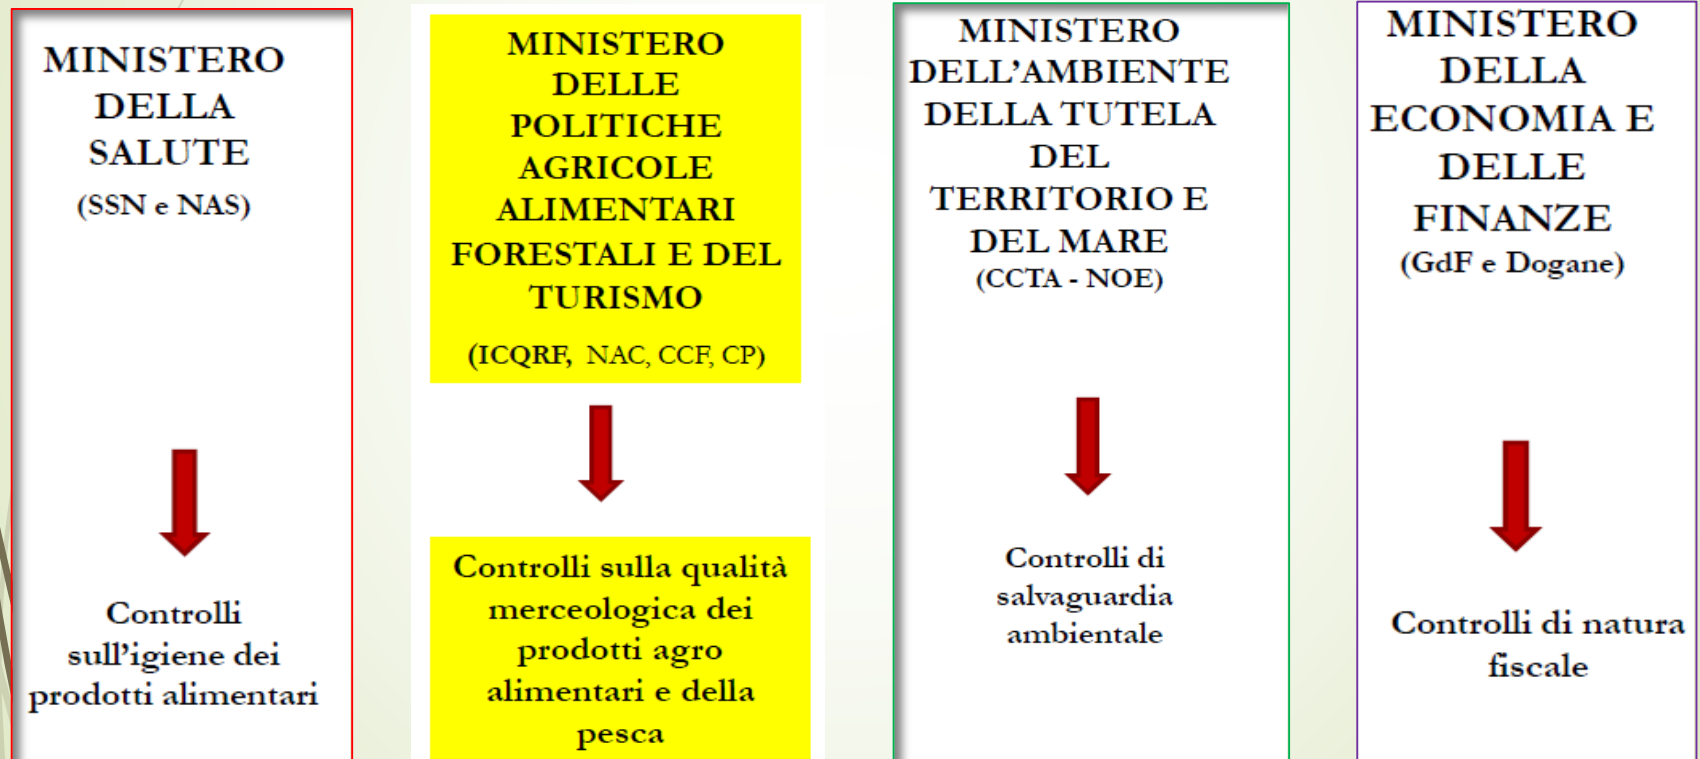 MINISTERO
DELLA
SALUTE
(SSN e NAS)
Controlli
sull'igiene dei
prodotti alimentari
MINISTERO
DELLE
POLITICHE
AGRICOLE
ALIMENTARI
FORESTALI E DEL
TURISMO
(ICQRF, NAC, CCF, CP)
Controlli sulla qualità
merceologica dei
prodotti agro
alimentari e della
pesca
MINISTERO
DELL'AMBIENTE
DELLA TUTELA
DEL
TERRITORIO E
DEL MARE
(CCTA - NOE)
Controlli di
salvaguardia
ambientale
MINISTERO
DELLA
ECONOMIA E
DELLE
FINANZE
(GdF e Dogane)
Controlli di natura
fiscale